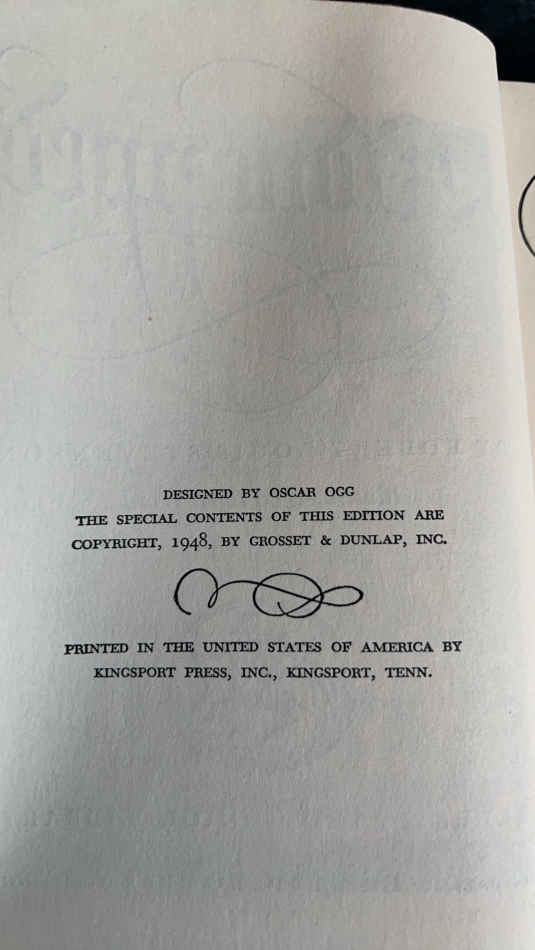 DESIGNED BY OSCAR OGG
THE SPECIAL CONTENTS OF THIS EDITION ARE
COPYRIGHT, 1948, BY GROSSET & DUNLAP, INC.
PRINTED IN THE UNITED STATES OF AMERICA BY
KINGSPORT PRESS, INC., KINGSPORT, TENN.